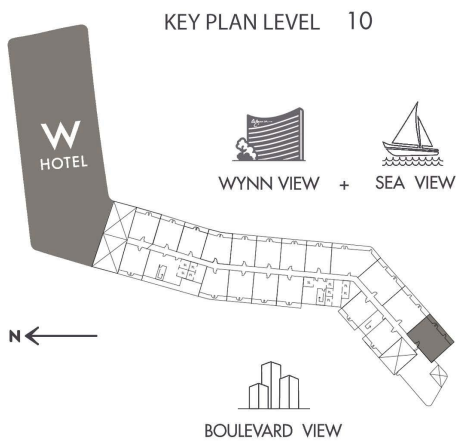 KEY PLAN LEVEL 10
W
HOTEL
WYNN VIEW + SEA VIEW
N
BOULEVARD VIEW